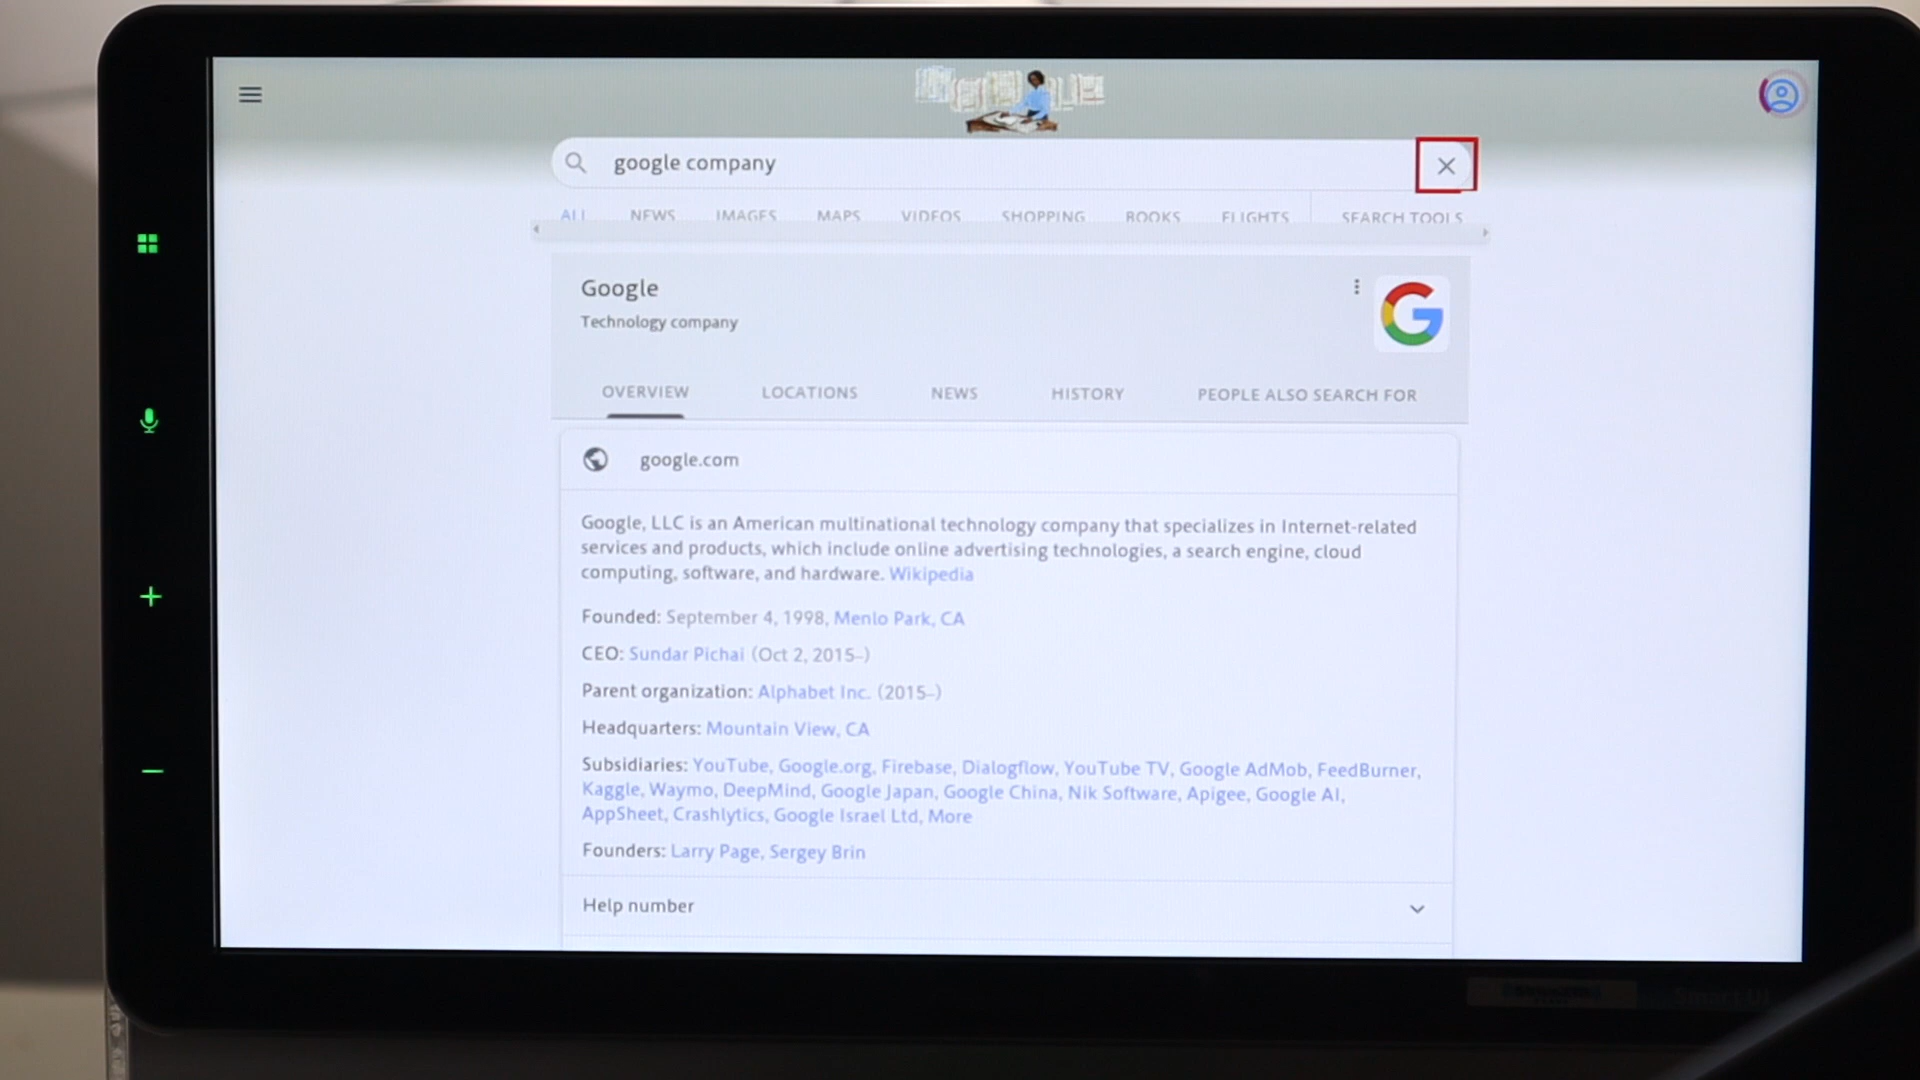 google company
ALL NEWS IMAGES MAPS VIDEOS SHOPPING BOOKS FLIGHTS SEARCH TOOLS
Google
Technology company
OVERVIEW LOCATIONS NEWS HISTORY PEOPLE ALSO SEARCH FOR
google.com
Google, LLC is an American multinational technology company that specializes in Internet-related
services and products, which include online advertising technologies, a search engine, cloud
computing, software, and hardware. Wikipedia
Founded: September 4, 1998, Menlo Park, CA
CEO: Sundar Pichai (Oct 2, 2015–)
Parent organization: Alphabet Inc. (2015–)
Headquarters: Mountain View, CA
Subsidiaries: YouTube, Google.org, Firebase, Dialogflow, YouTube TV, Google AdMob, FeedBurner,
Kaggle, Waymo, DeepMind, Google Japan, Google China, Nik Software, Apigee, Google AI,
AppSheet, Crashlytics, Google Israel Ltd, More
Founders: Larry Page, Sergey Brin
Help number